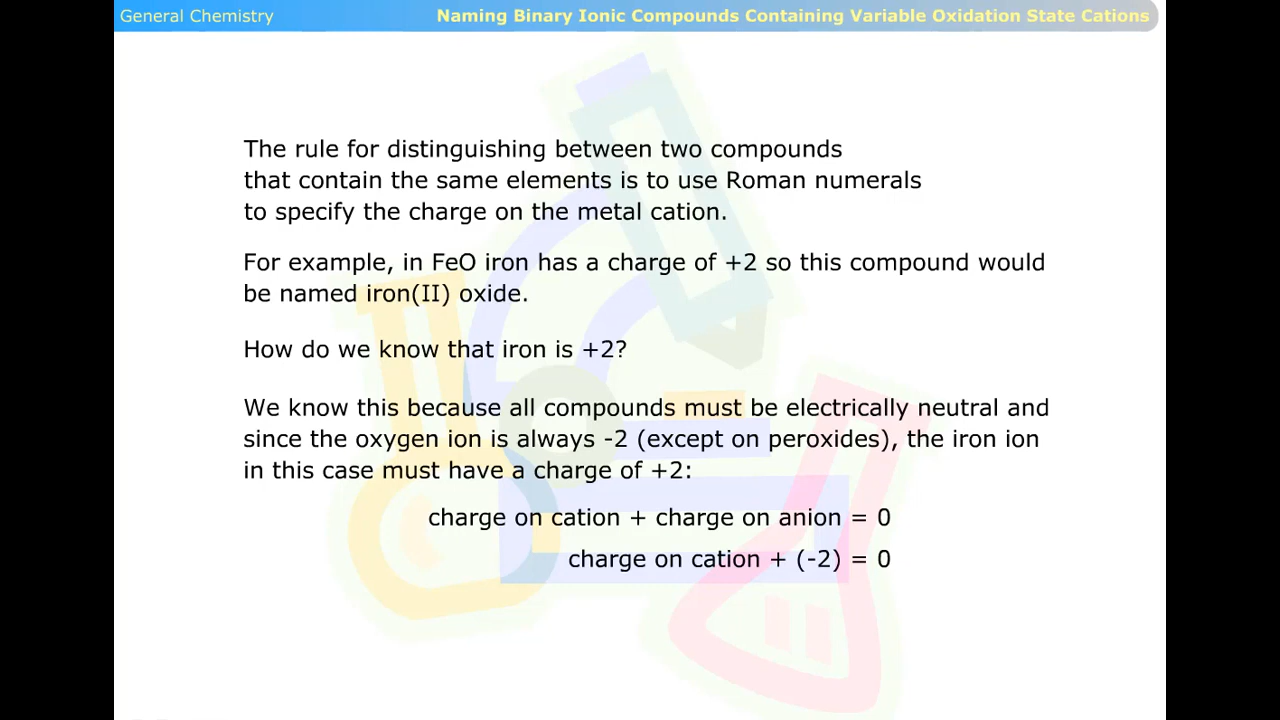 General Chemistry
Naming Binary Ionic Compounds Containing Variable Oxidation State Cations
The rule for distinguishing between two compounds
that contain the same elements is to use Roman numerals
to specify the charge on the metal cation.
For example, in FeO iron has a charge of +2 so this compound would
be named iron(II) oxide.
How do we know that iron is +2?
We know this because all compounds must be electrically neutral and
since the oxygen ion is always -2 (except on peroxides), the iron ion
in this case must have a charge of +2:
charge on cation + charge on anion = 0
charge on cation + (-2) = 0